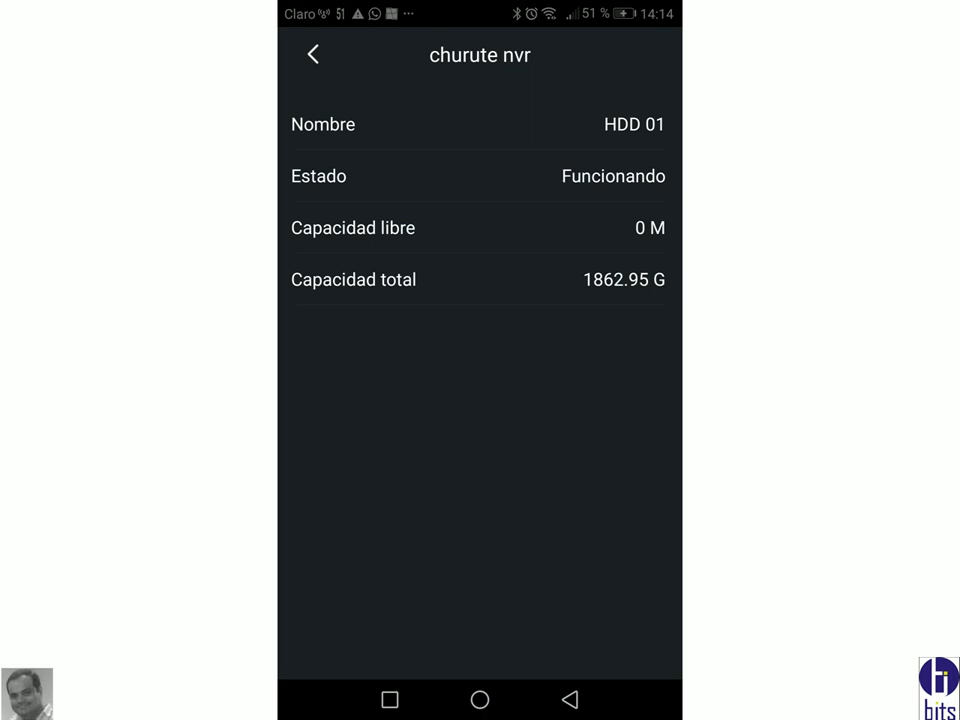 Claro 51 ... 51 % 14:14
churute nvr
Nombre HDD 01
Estado Funcionando
Capacidad libre 0 M
Capacidad total 1862.95 G
bits